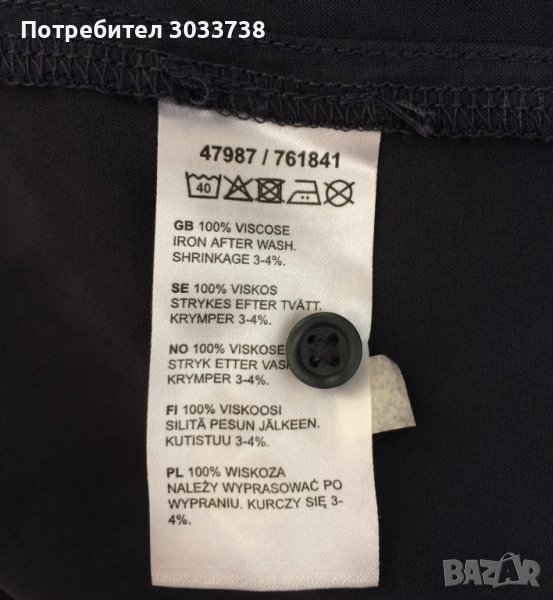 Потребител 3033738
47987 / 761841
40
GB 100% VISCOSE
IRON AFTER WASH.
SHRINKAGE 3-4%.
SE 100% VISKOS
STRYKES EFTER TVÄTT.
KRYMPER 3-4%.
NO 100% VISKOSE
STRYK ETTER
KRYMPER 3-4%.
FI 100% VISKOOSI
SILITÄ PESUN JÄLKEEN.
KUTISTUU 3-4%.
PL 100% WISKOZA
NALEŻY WYPRASOWAĆ PO
WYPRANIU. KURCZY SIĘ 3-
4%.
BAZAR